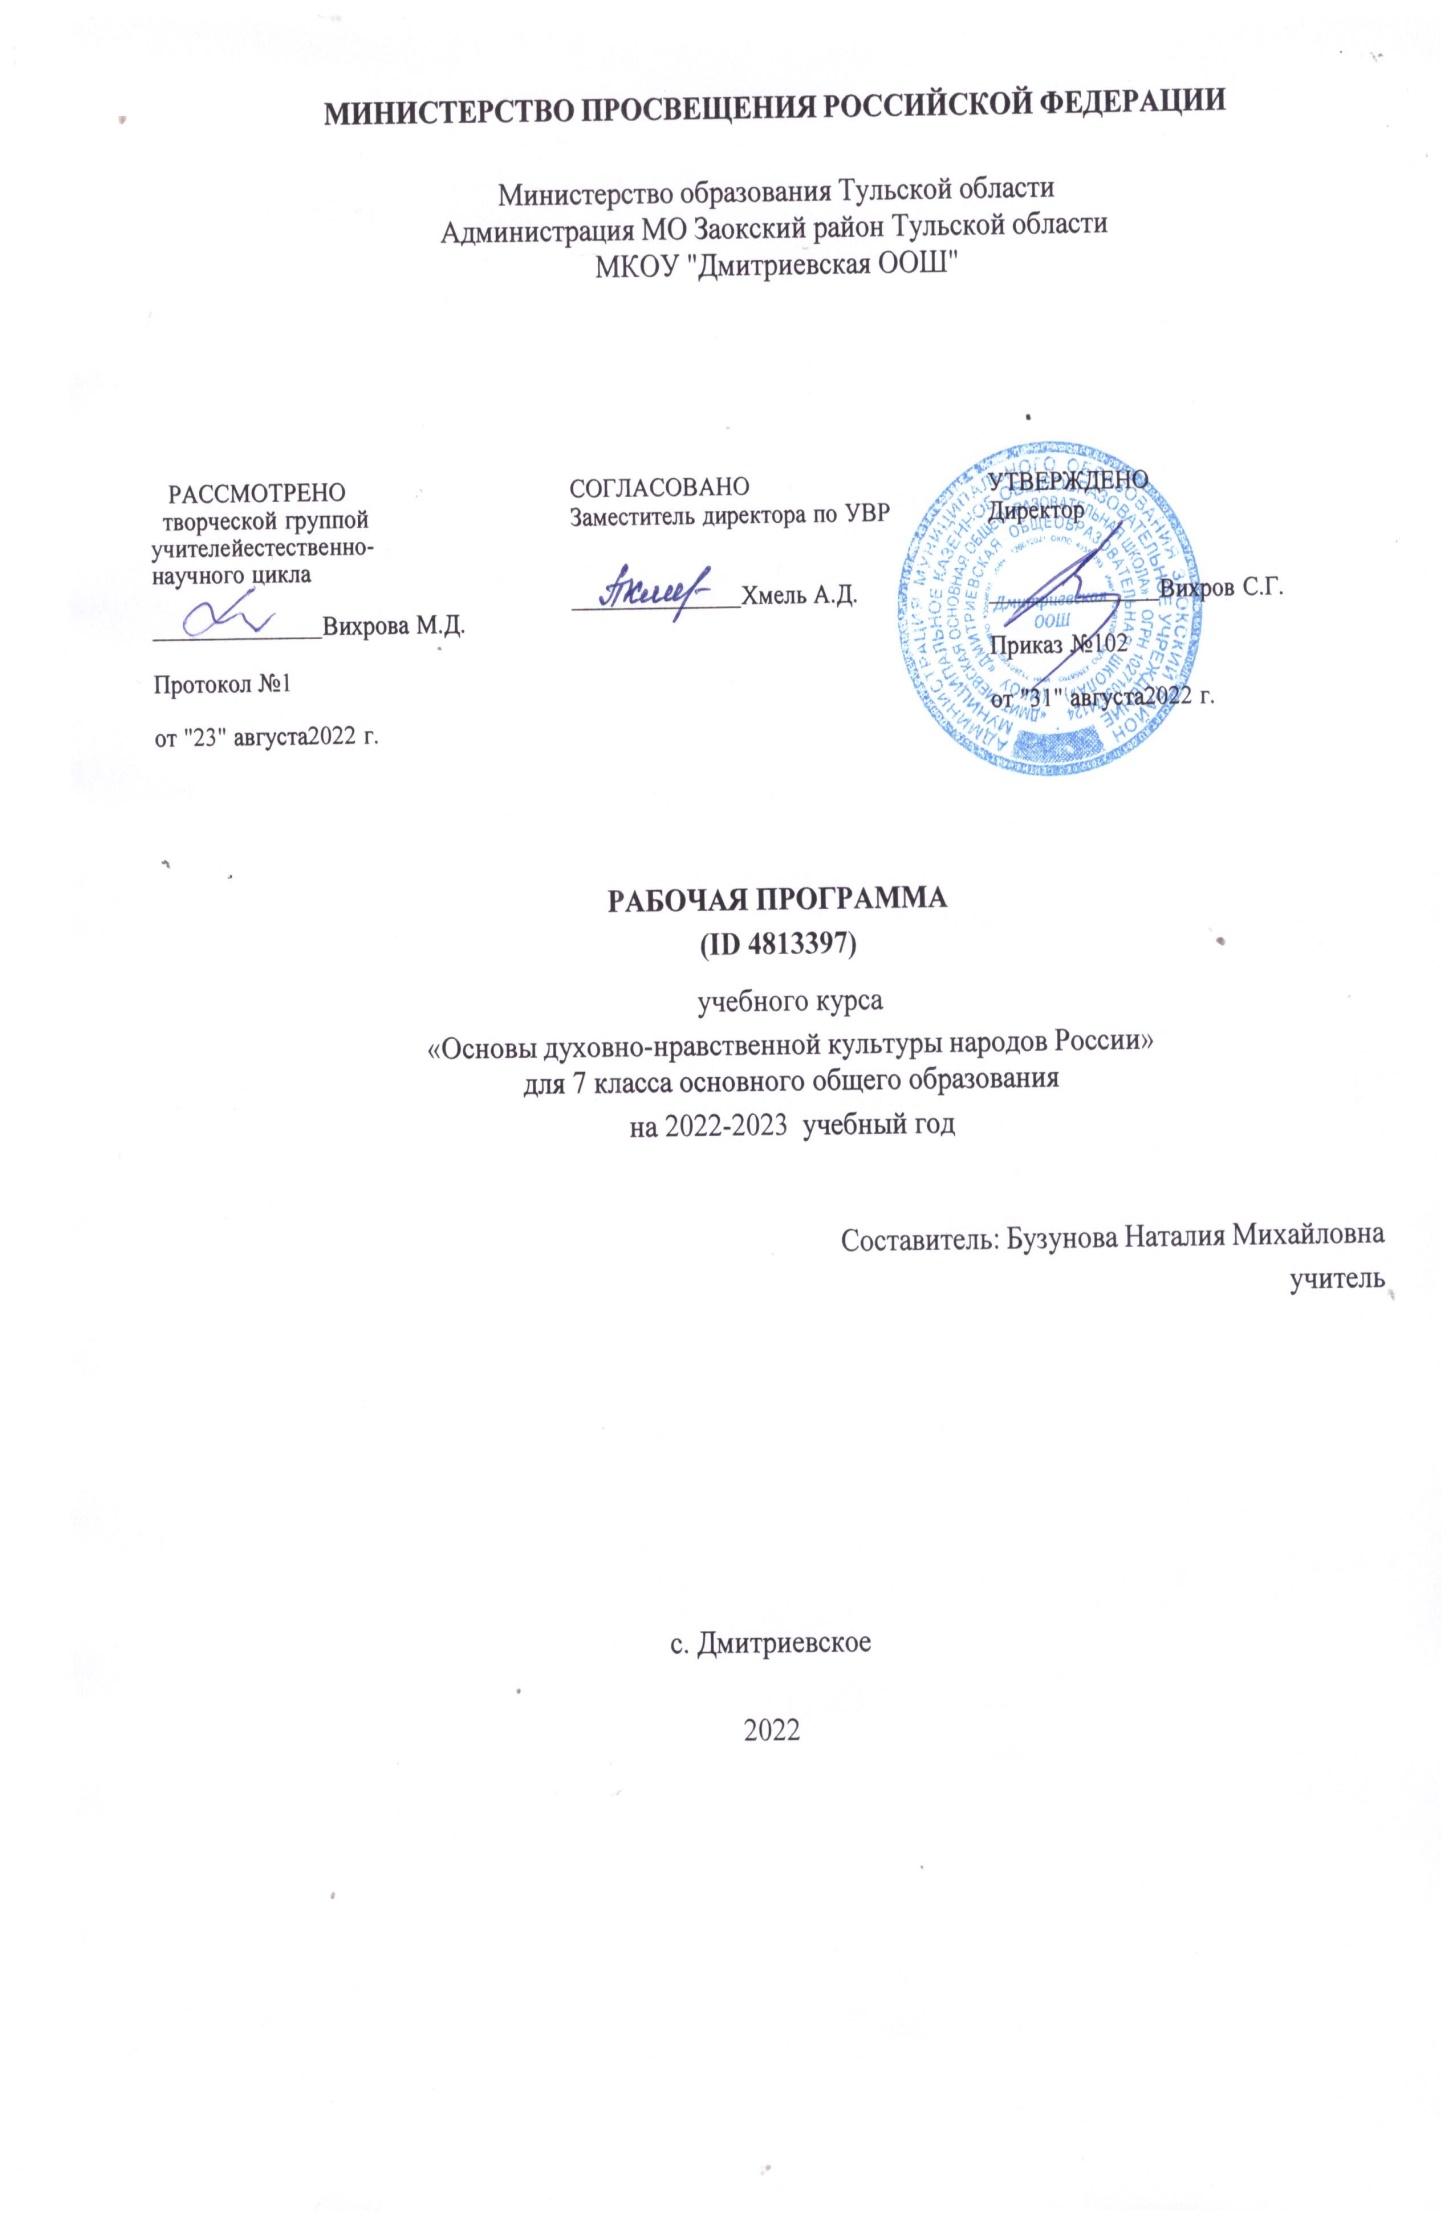 МИНИСТЕРСТВО ПРОСВЕЩЕНИЯ РОССИЙСКОЙ ФЕДЕРАЦИИ
Министерство образования Тульской области
Администрация МО Заокский район Тульской области
МКОУ "Дмитриевская ООШ"
РАССМОТРЕНО
творческой группой
учителейестественно-
научного цикла
Вихрова М.Д.
Протокол №1
от "23" августа2022 г.
СОГЛАСОВАНО
Заместитель директора по УВР
Хмель А.Д.
УТВЕРЖДЕНО
Директор
Вихров С.Г.
Приказ №102
от "31" августа2022 г.
Дмитриевская
ООШ
РАБОЧАЯ ПРОГРАММА
(ID 4813397)
учебного курса
«Основы духовно-нравственной культуры народов России»
для 7 класса основного общего образования
на 2022-2023 учебный год
Составитель: Бузунова Наталия Михайловна
учитель
с. Дмитриевское
2022